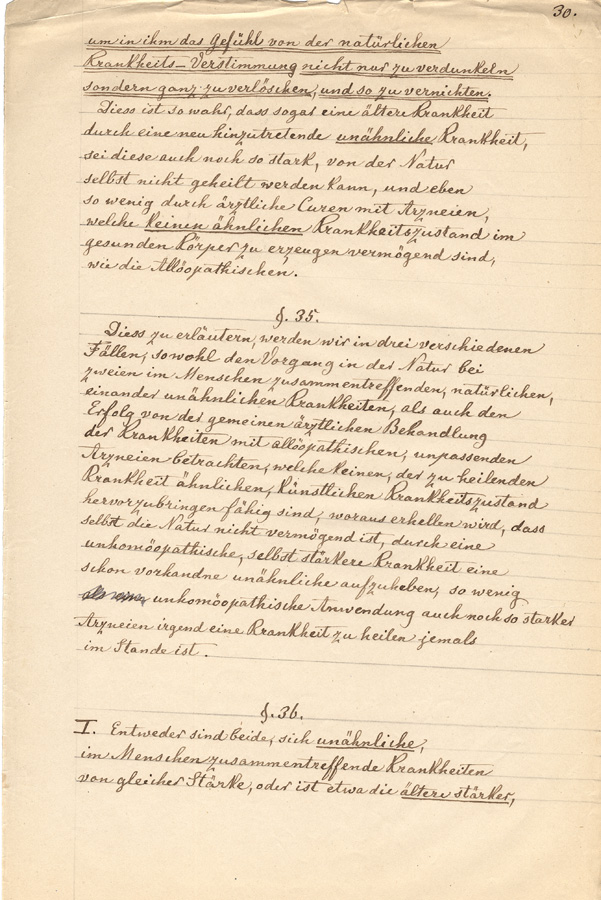 30.
um in ihm das Gefühl von der natürlichen
Krankheits-Verstimmung nicht nur zu verdunkeln
sondern ganz zu verlöschen, und so zu vernichten.
Diess ist so wahr, dass sogar eine ältere Krankheit
durch eine neu hinzutretende unähnliche Krankheit,
sei diese auch noch so stark, von der Natur
selbst nicht geheilt werden kann, und eben
so wenig durch ärztliche Curen mit Arzneien,
welche keinen ähnlichen Krankheitszustand im
gesunden Körper zu erzeugen vermögend sind,
wie die Allöopathischen.
§. 35.
Diess zu erläutern, werden wir in drei verschiedenen
Fällen, sowohl den Vorgang in der Natur bei
zweien im Menschen zusammentreffenden, natürlichen,
einander unähnlichen Krankheiten, als auch den
Erfolg von der gemeinen ärztlichen Behandlung
der Krankheiten mit allöopathischen, unpassenden
Arzneien betrachten, welche keinen, der zu heilenden
Krankheit ähnlichen, künstlichen Krankheitszustand
hervorzubringen fähig sind, woraus erhellen wird, dass
selbst die Natur nicht vermögend ist, durch eine
unhomöopathische, selbst stärkere Krankheit eine
schon vorhandne unähnliche aufzuheben, so wenig
unhomöopathische Anwendung auch noch so starker
Arzneien irgend eine Krankheit zu heilen jemals
im Stande ist.
§. 36.
I. Entweder sind beide, sich unähnliche,
im Menschen zusammentreffende Krankheiten
von gleicher Stärke, oder ist etwa die ältere stärker,